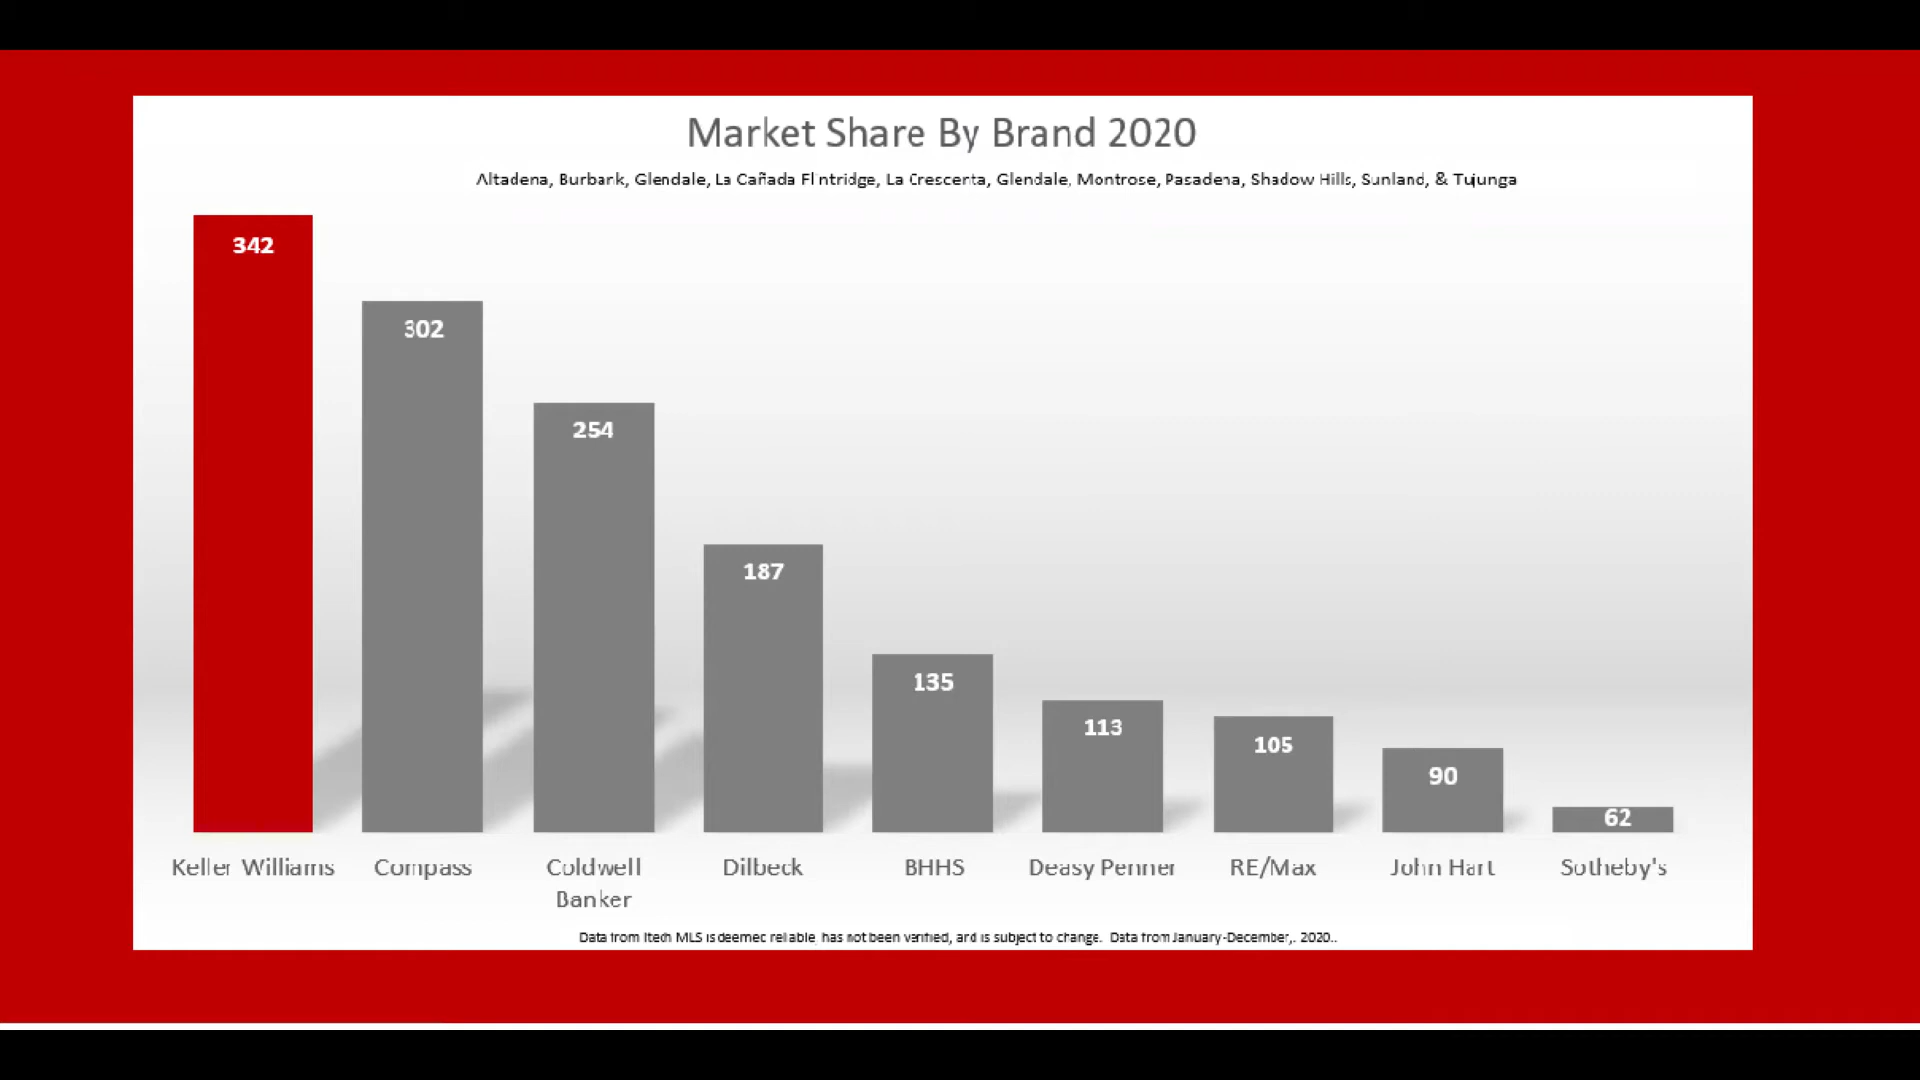 Market Share By Brand 2020
Altadena, Burbank, Glendale, La Cañada Flintridge, La Crescenta, Glendale, Montrose, Pasadena, Shadow Hills, Sunland, & Tujunga
342
302
254
187
135
113
105
90
62
Keller Williams
Compass
Coldwell
Banker
Dilbeck
BHHS
Deasy Penner
RE/Max
John Hart
Sotheby's
Data from Itech MLS is deemed reliable, has not been verified, and is subject to change. Data from January-December,. 2020..